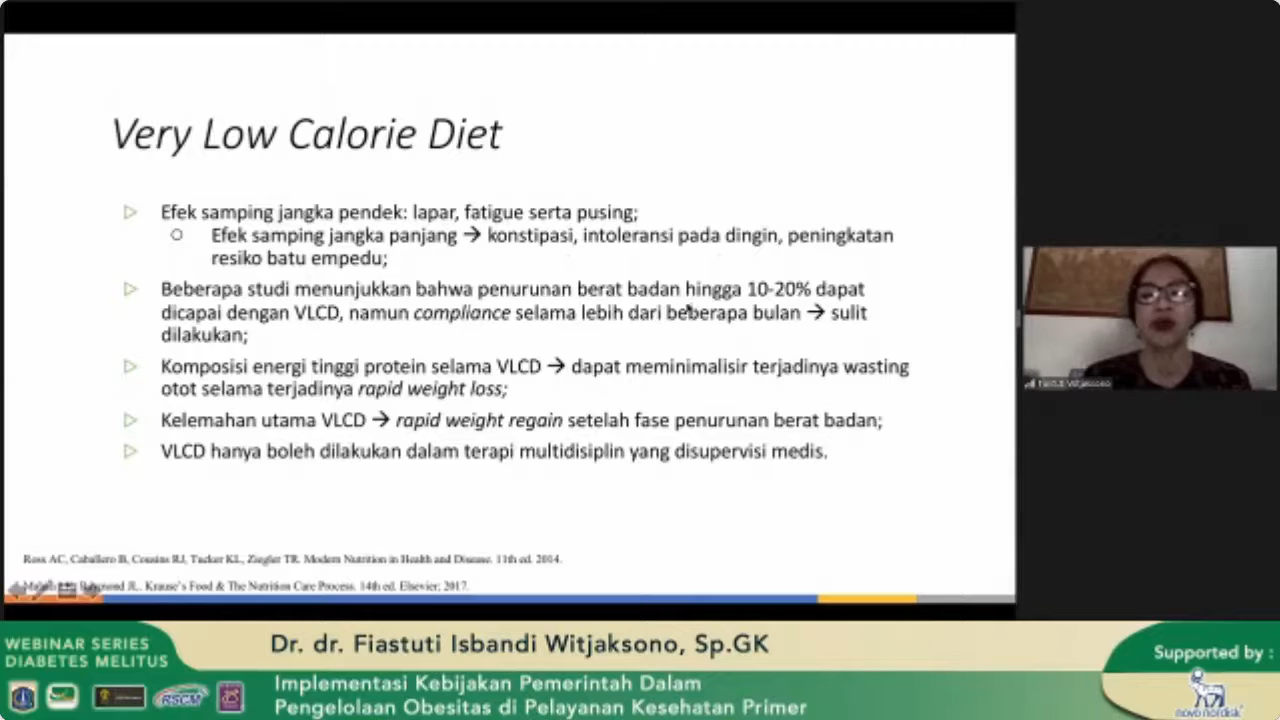 Very Low Calorie Diet
Efek samping jangka pendek: lapar, fatigue serta pusing;
Efek samping jangka panjang → konstipasi, intoleransi pada dingin, peningkatan
resiko batu empedu;
Beberapa studi menunjukkan bahwa penurunan berat badan hingga 10-20% dapat
dicapai dengan VLCD, namun compliance selama lebih dari beberapa bulan → sulit
dilakukan;
Komposisi energi tinggi protein selama VLCD → dapat meminimalisir terjadinya wasting
otot selama terjadinya rapid weight loss;
Kelemahan utama VLCD → rapid weight regain setelah fase penurunan berat badan;
VLCD hanya boleh dilakukan dalam terapi multidisiplin yang disupervisi medis.
Ross AC, Caballero B, Cousins RJ, Tucker KL, Ziegler TR. Modern Nutrition in Health and Disease. 11th ed. 2014.
JL. Krause's Food & The Nutrition Care Process. 14th ed. Elsevier; 2017.
Witjaksono
WEBINAR SERIES
DIABETES MELITUS
Dr. dr. Fiastuti Isbandi Witjaksono, Sp.GK
Implementasi Kebijakan Pemerintah Dalam
Pengelolaan Obesitas di Pelayanan Kesehatan Primer
RSCM
Supported by :
novo nordisk